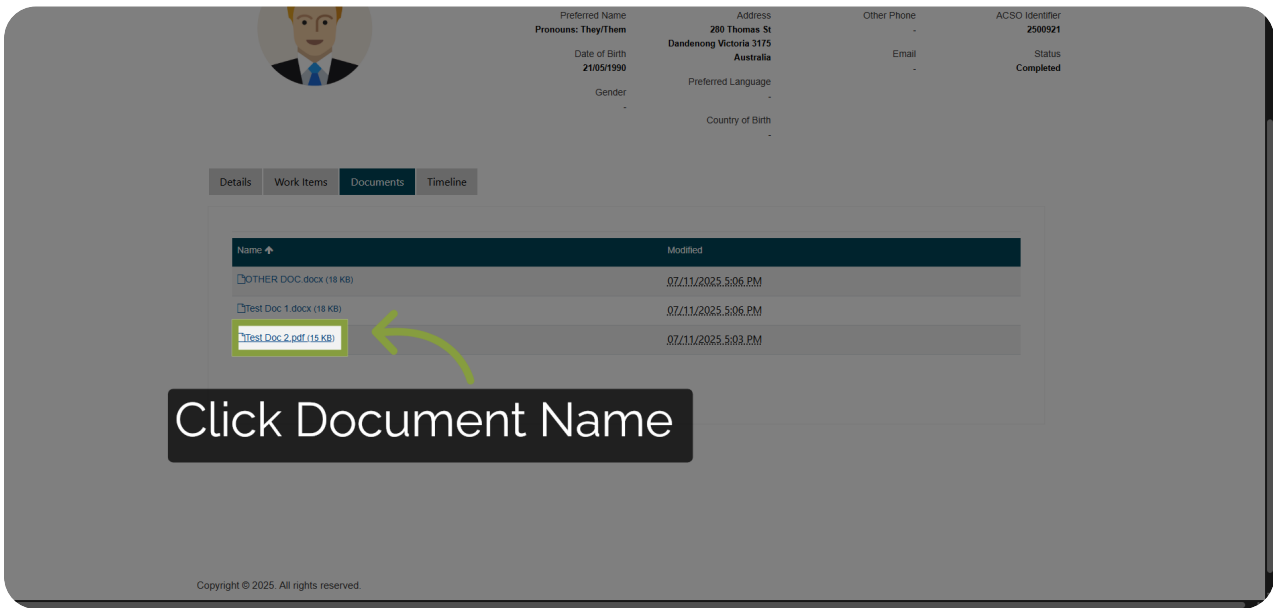 Preferred Name
Pronouns: They/Them
Date of Birth
21/05/1990
Gender
-
Address
280 Thomas St
Dandenong Victoria 3175
Australia
Preferred Language
-
Country of Birth
-
Other Phone
-
Email
-
ACSO Identifier
2500921
Status
Completed
Details Work Items Documents Timeline
Name Modified
OTHER DOC.docx (18 KB) 07/11/2025 5:06 PM
Test Doc 1.docx (18 KB) 07/11/2025 5:06 PM
Test Doc 2.pdf (15 KB) 07/11/2025 5:03 PM
Click Document Name
Copyright © 2025. All rights reserved.